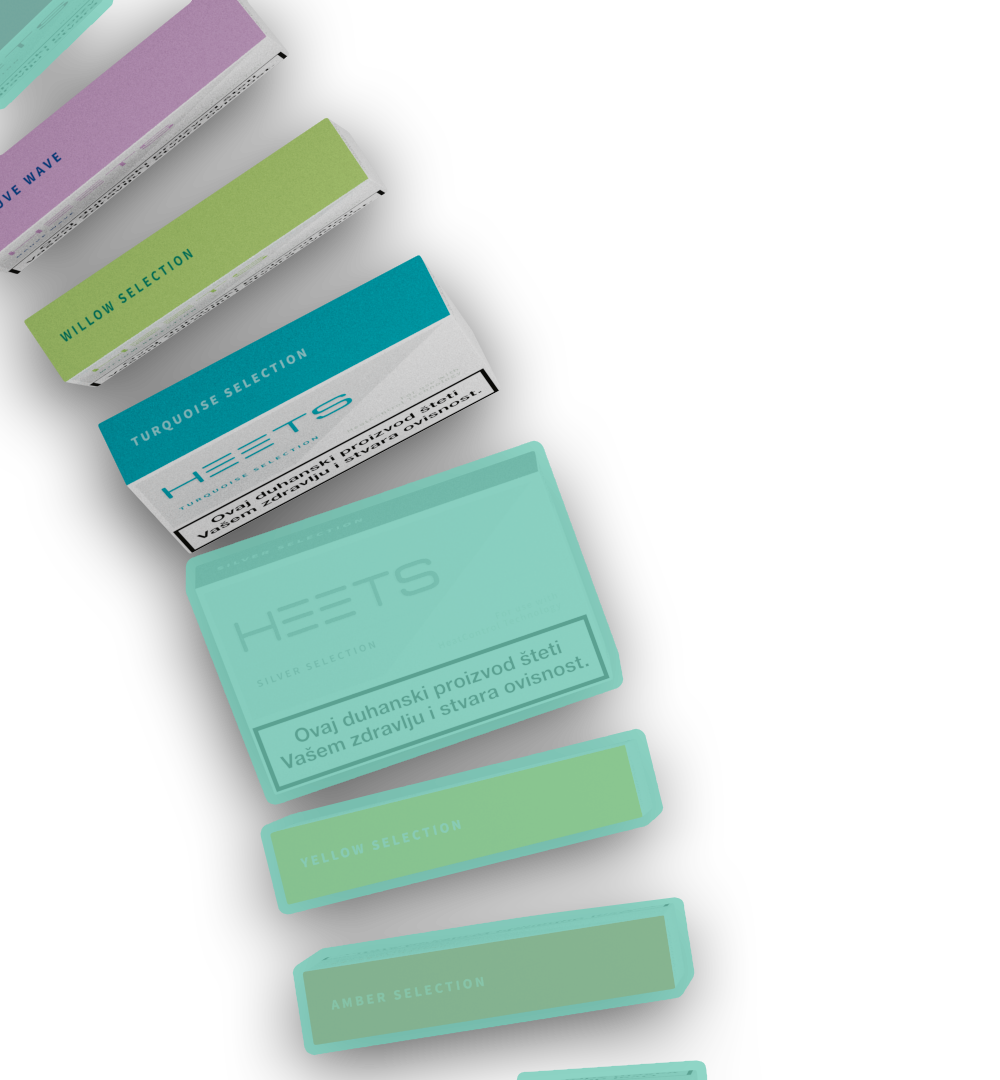 WAVE
WILLOW SELECTION
TURQUOISE SELECTION
HEETS
TURQUOISE SELECTION
Ovaj duhanski proizvod šteti
Vašem zdravlju i stvara ovisnost.
SILVER SELECTION
HEETS
SILVER SELECTION
Ovaj duhanski proizvod šteti
Vašem zdravlju i stvara ovisnost.
YELLOW SELECTION
AMBER SELECTION